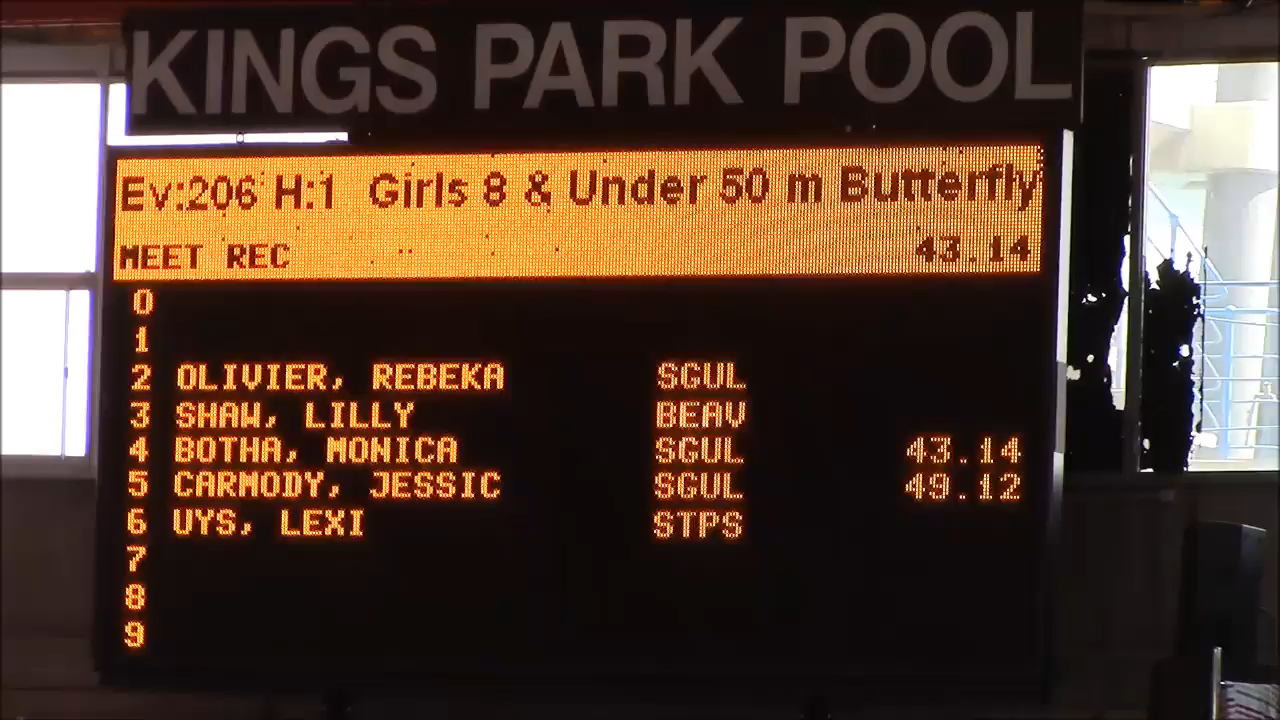 KINGS PARK POOL
Ev:206 H:1 Girls 8 & Under 50 m Butterfly
MEET REC 43.14
0
1
2 OLIVIER, REBEKA SGUL
3 SHAW, LILLY BEAV
4 BOTHA, MONICA SGUL 43.14
5 CARMODY, JESSIC SGUL 49.12
6 UYS, LEXI STPS
7
8
9